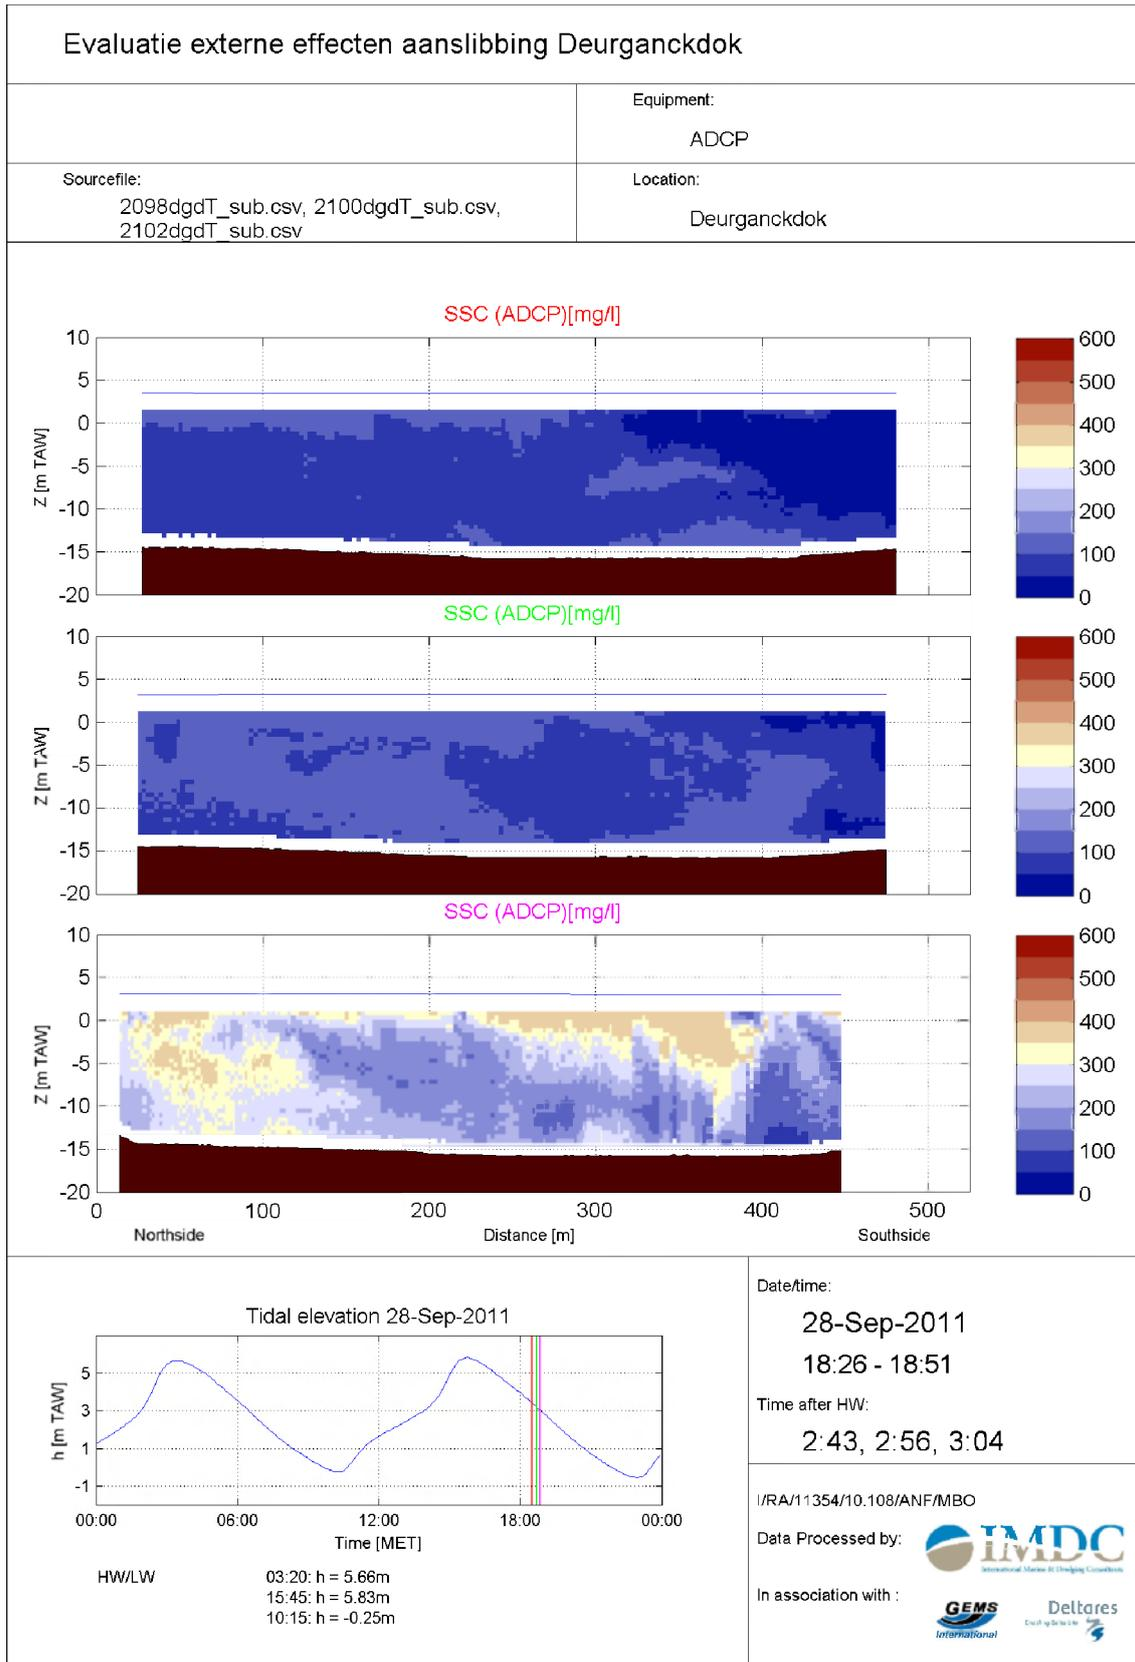 Evaluatie externe effecten aanslibbing Deurganckdok
Equipment:
ADCP
Sourcefile:
2098dgdT_sub.csv, 2100dgdT_sub.csv,
2102dgdT_sub.csv
Location:
Deurganckdok
SSC (ADCP)[mg/l]
10
5
0
-5
-10
-15
-20
Z [m TAW]
600
500
400
300
200
100
0
SSC (ADCP)[mg/l]
10
5
0
-5
-10
-15
-20
Z [m TAW]
600
500
400
300
200
100
0
SSC (ADCP)[mg/l]
10
5
0
-5
-10
-15
-20
Z [m TAW]
600
500
400
300
200
100
0
0 100 200 300 400 500
Northside Distance [m] Southside
Tidal elevation 28-Sep-2011
5
3
1
-1
h [m TAW]
00:00 06:00 12:00 18:00 00:00
Time [MET]
HW/LW 03:20: h = 5.66m
15:45: h = 5.83m
10:15: h = -0.25m
Date/time:
28-Sep-2011
18:26 - 18:51
Time after HW:
2:43, 2:56, 3:04
I/RA/11354/10.108/ANF/MBO
Data Processed by:
IMDC
International Marine & Dredging Consultants
In association with :
GEMS
International
Deltares